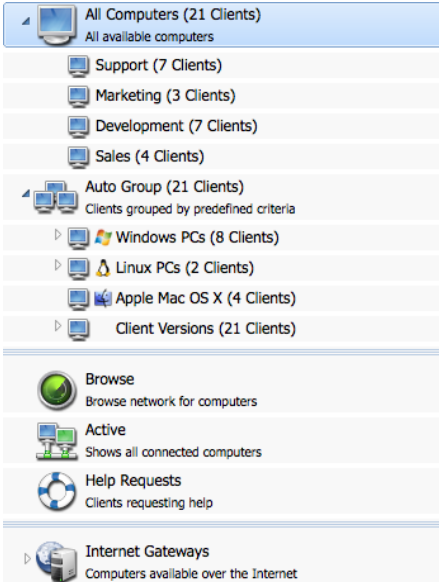 All Computers (21 Clients)
All available computers
Support (7 Clients)
Marketing (3 Clients)
Development (7 Clients)
Sales (4 Clients)
Auto Group (21 Clients)
Clients grouped by predefined criteria
Windows PCs (8 Clients)
Linux PCs (2 Clients)
Apple Mac OS X (4 Clients)
Client Versions (21 Clients)
Browse
Browse network for computers
Active
Shows all connected computers
Help Requests
Clients requesting help
Internet Gateways
Computers available over the Internet